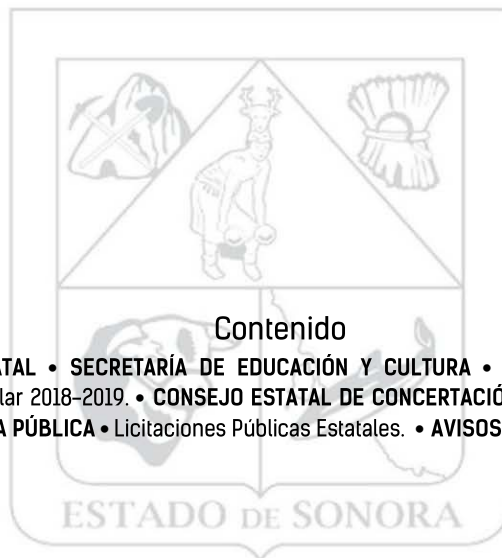 Contenido
ATAL • SECRETARÍA DE EDUCACIÓN Y CULTURA •
lar 2018-2019. • CONSEJO ESTATAL DE CONCERTACIÓ
A PÚBLICA • Licitaciones Públicas Estatales. • AVISOS
ESTADO DE SONORA